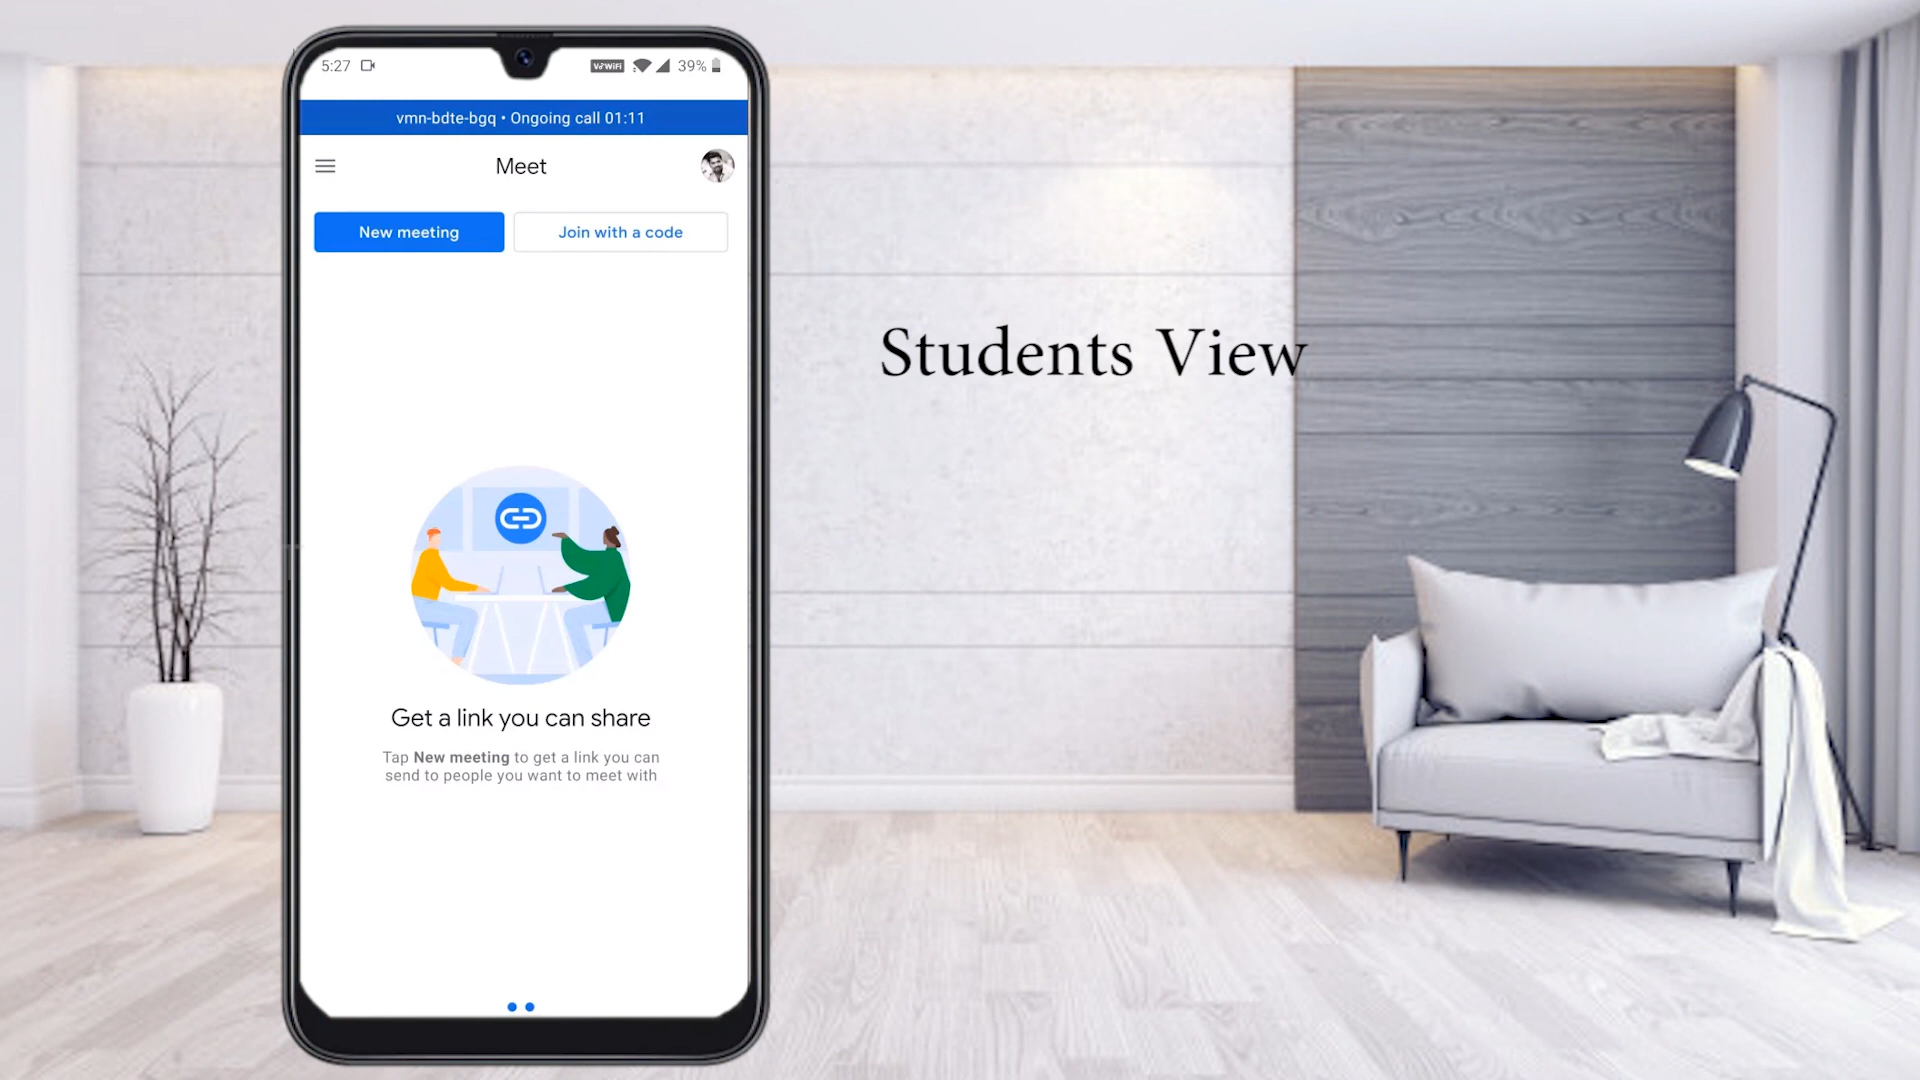 5:27
VoWiFi 39%
vmn-bdte-bgq • Ongoing call 01:11
Meet
New meeting
Join with a code
Students View
Get a link you can share
Tap New meeting to get a link you can
send to people you want to meet with